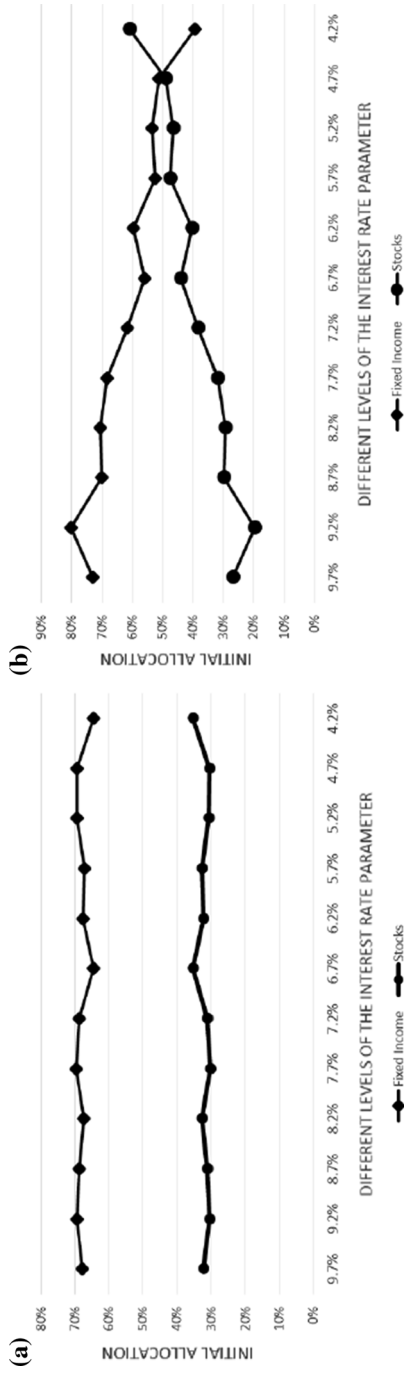 (a)
INITIAL ALLOCATION
80%
70%
60%
50%
40%
30%
20%
10%
0%
9.7% 9.2% 8.7% 8.2% 7.7% 7.2% 6.7% 6.2% 5.7% 5.2% 4.7% 4.2%
DIFFERENT LEVELS OF THE INTEREST RATE PARAMETER
Fixed Income Stocks
(b)
INITIAL ALLOCATION
90%
80%
70%
60%
50%
40%
30%
20%
10%
0%
9.7% 9.2% 8.7% 8.2% 7.7% 7.2% 6.7% 6.2% 5.7% 5.2% 4.7% 4.2%
DIFFERENT LEVELS OF THE INTEREST RATE PARAMETER
Fixed Income Stocks